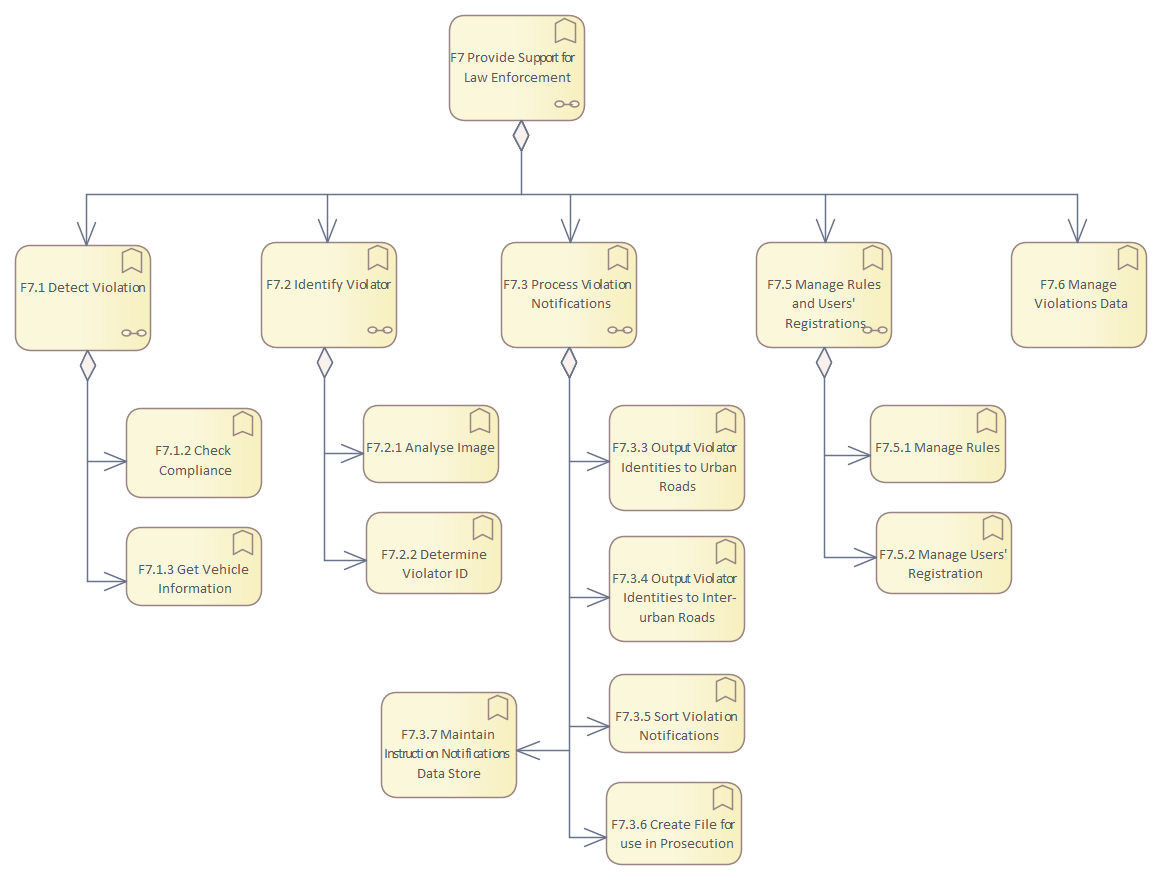 F7 Provide Support for
Law Enforcement
F7.1 Detect Violation
F7.2 Identify Violator
F7.3 Process Violation
Notifications
F7.5 Manage Rules
and Users'
Registrations
F7.6 Manage
Violations Data
F7.1.2 Check
Compliance
F7.1.3 Get Vehicle
Information
F7.2.1 Analyse Image
F7.2.2 Determine
Violator ID
F7.3.3 Output Violator
Identities to Urban
Roads
F7.3.4 Output Violator
Identities to Inter-
urban Roads
F7.3.5 Sort Violation
Notifications
F7.3.7 Maintain
Instruction Notifications
Data Store
F7.3.6 Create File for
use in Prosecution
F7.5.1 Manage Rules
F7.5.2 Manage Users'
Registration